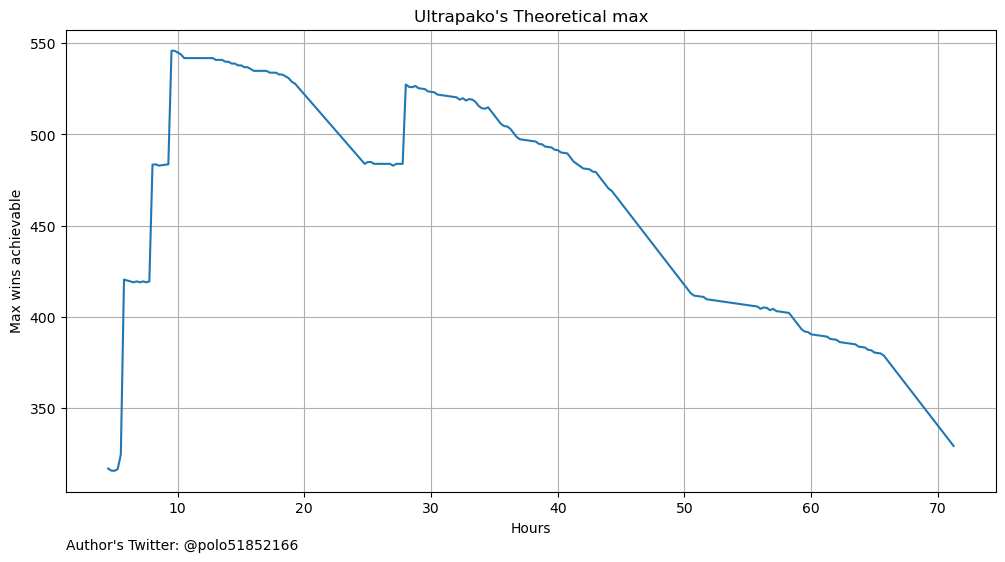 Ultrapako's Theoretical max
550
500
450
400
350
Max wins achievable
10 20 30 40 50 60 70
Hours
Author's Twitter: @polo51852166